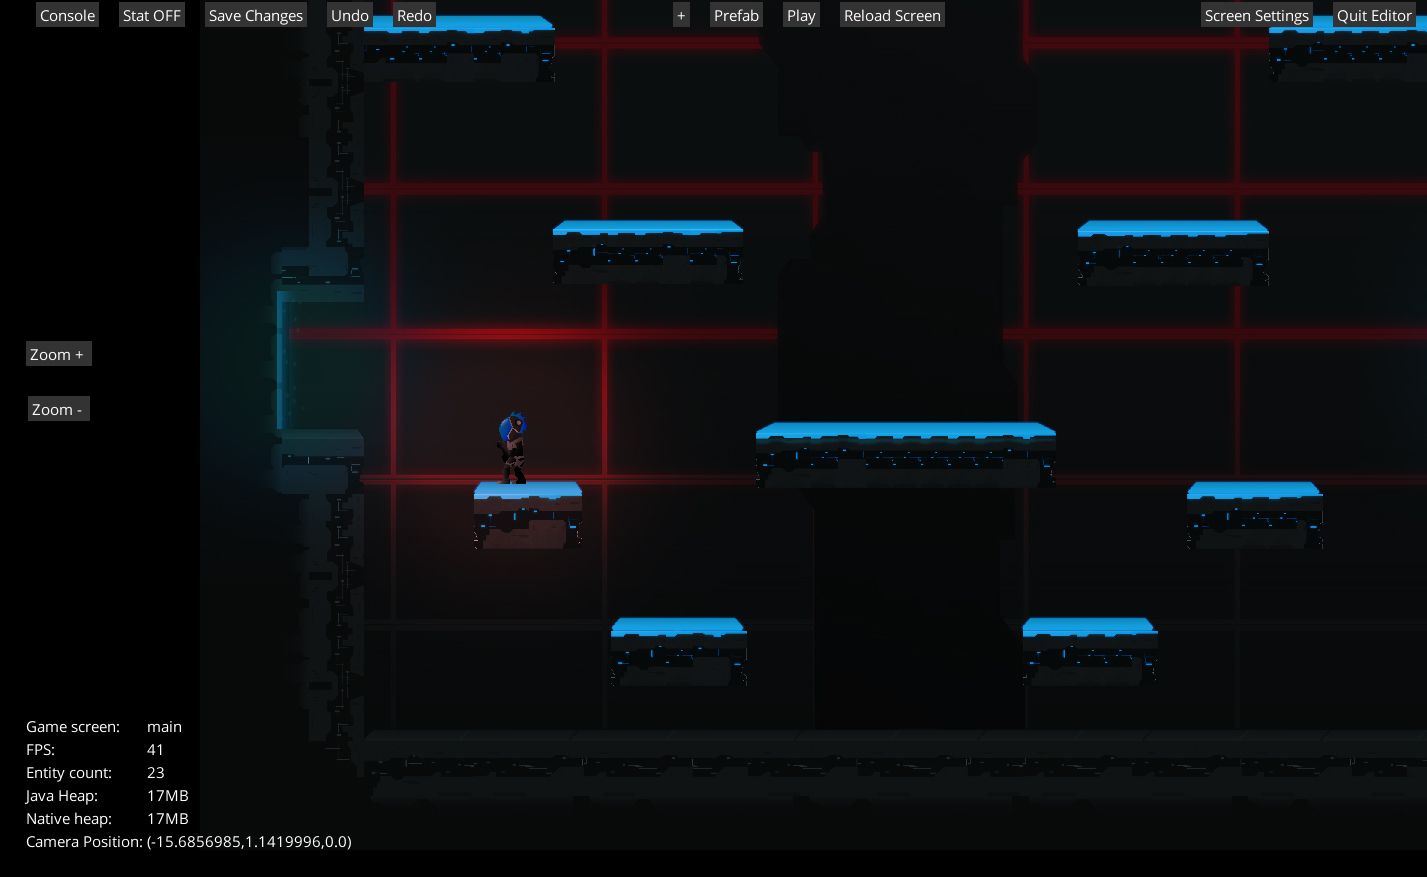 Console Stat OFF Save Changes Undo Redo + Prefab Play Reload Screen Screen Settings Quit Editor
Zoom +
Zoom -
Game screen: main
FPS: 41
Entity count: 23
Java Heap: 17MB
Native heap: 17MB
Camera Position: (-15.6856985,1.1419996,0.0)